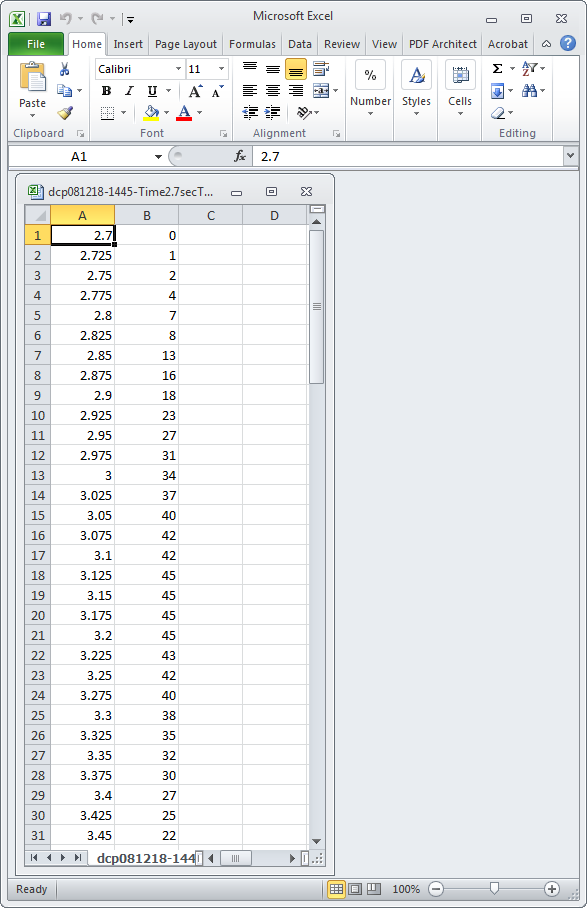 Microsoft Excel
File Home Insert Page Layout Formulas Data Review View PDF Architect Acrobat
Calibri 11
Paste B I U A A A % Number Styles Cells Σ
Clipboard Font Alignment Editing
A1 fx 2.7
dcp081218-1445-Time2.7secT...
A B C D
1 2.7 0
2 2.725 1
3 2.75 2
4 2.775 4
5 2.8 7
6 2.825 8
7 2.85 13
8 2.875 16
9 2.9 18
10 2.925 23
11 2.95 27
12 2.975 31
13 3 34
14 3.025 37
15 3.05 40
16 3.075 42
17 3.1 42
18 3.125 45
19 3.15 45
20 3.175 45
21 3.2 45
22 3.225 43
23 3.25 42
24 3.275 40
25 3.3 38
26 3.325 35
27 3.35 32
28 3.375 30
29 3.4 27
30 3.425 25
31 3.45 22
dcp081218-144
Ready 100%